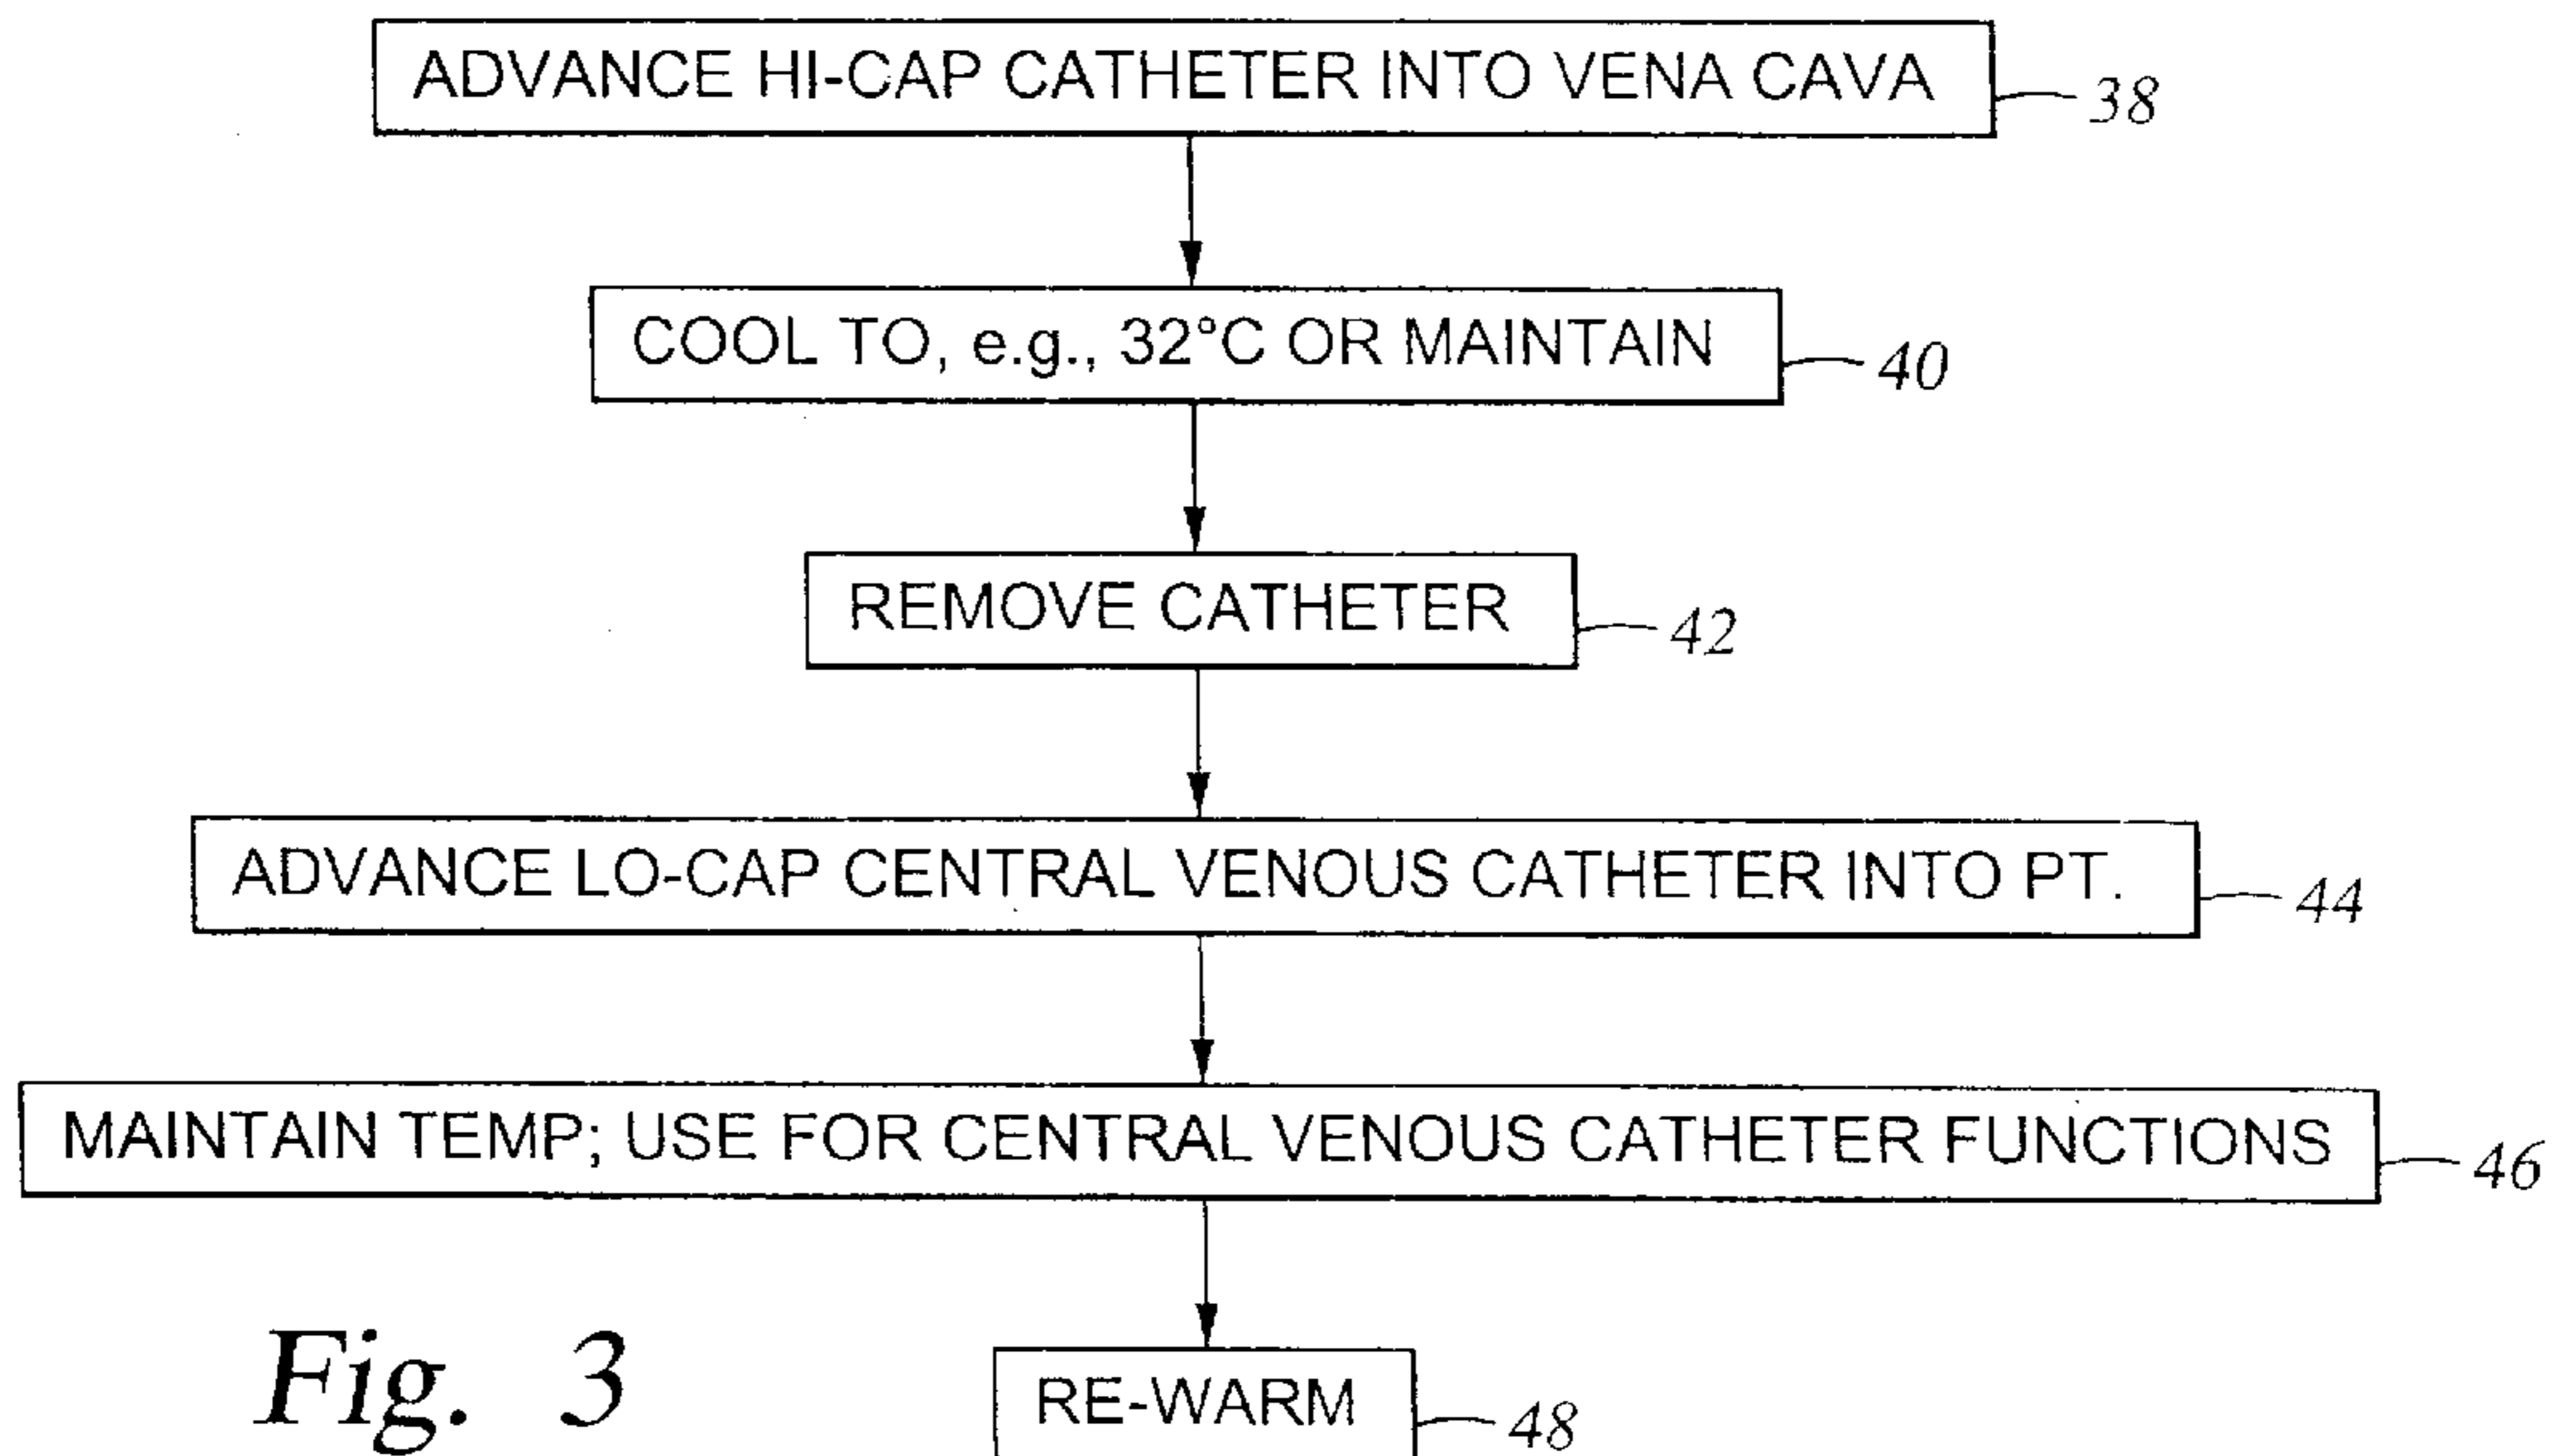 ADVANCE HI-CAP CATHETER INTO VENA CAVA 38
COOL TO, e.g., 32°C OR MAINTAIN 40
REMOVE CATHETER 42
ADVANCE LO-CAP CENTRAL VENOUS CATHETER INTO PT. 44
MAINTAIN TEMP; USE FOR CENTRAL VENOUS CATHETER FUNCTIONS 46
RE-WARM 48
Fig. 3